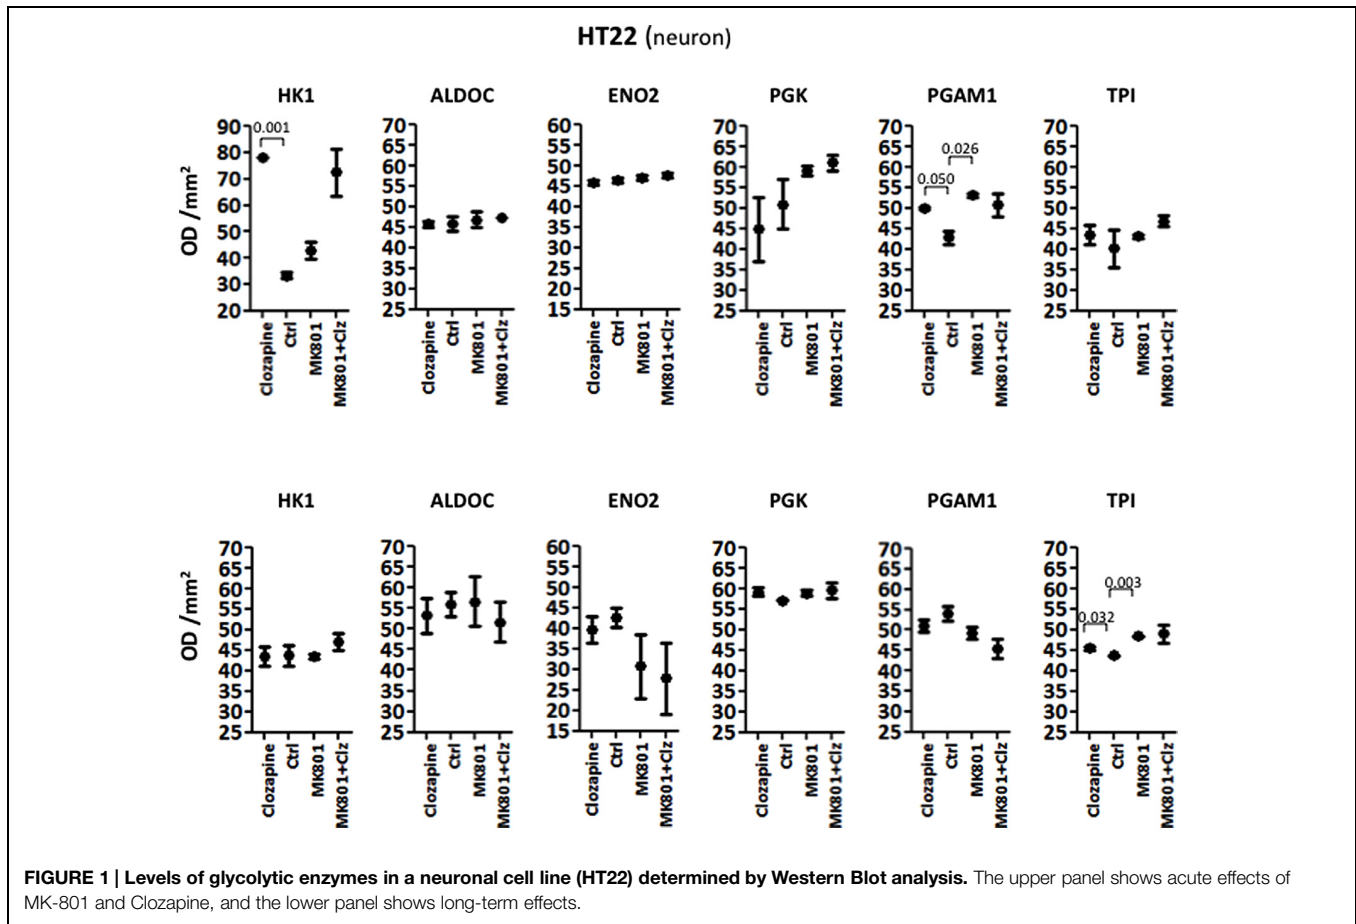 HT22 (neuron)
HK1 ALDOC ENO2 PGK PGAM1 TPI
OD /mm²
90 80 70 60 50 40 30 20
0.001
Clozapine Ctrl MK801 MK801+Clz
70 65 60 55 50 45 40 35 30 25
Clozapine Ctrl MK801 MK801+Clz
60 55 50 45 40 35 30 25 20 15
Clozapine Ctrl MK801 MK801+Clz
70 65 60 55 50 45 40 35 30 25
Clozapine Ctrl MK801 MK801+Clz
70 65 60 55 50 45 40 35 30 25
0.050 0.026
Clozapine Ctrl MK801 MK801+Clz
70 65 60 55 50 45 40 35 30 25
Clozapine Ctrl MK801 MK801+Clz
HK1 ALDOC ENO2 PGK PGAM1 TPI
OD /mm²
70 65 60 55 50 45 40 35 30 25
Clozapine Ctrl MK801 MK801+Clz
70 65 60 55 50 45 40 35 30 25
Clozapine Ctrl MK801 MK801+Clz
60 55 50 45 40 35 30 25 20 15
Clozapine Ctrl MK801 MK801+Clz
70 65 60 55 50 45 40 35 30 25
Clozapine Ctrl MK801 MK801+Clz
70 65 60 55 50 45 40 35 30 25
Clozapine Ctrl MK801 MK801+Clz
70 65 60 55 50 45 40 35 30 25
0.032 0.003
Clozapine Ctrl MK801 MK801+Clz
FIGURE 1 | Levels of glycolytic enzymes in a neuronal cell line (HT22) determined by Western Blot analysis. The upper panel shows acute effects of
MK-801 and Clozapine, and the lower panel shows long-term effects.